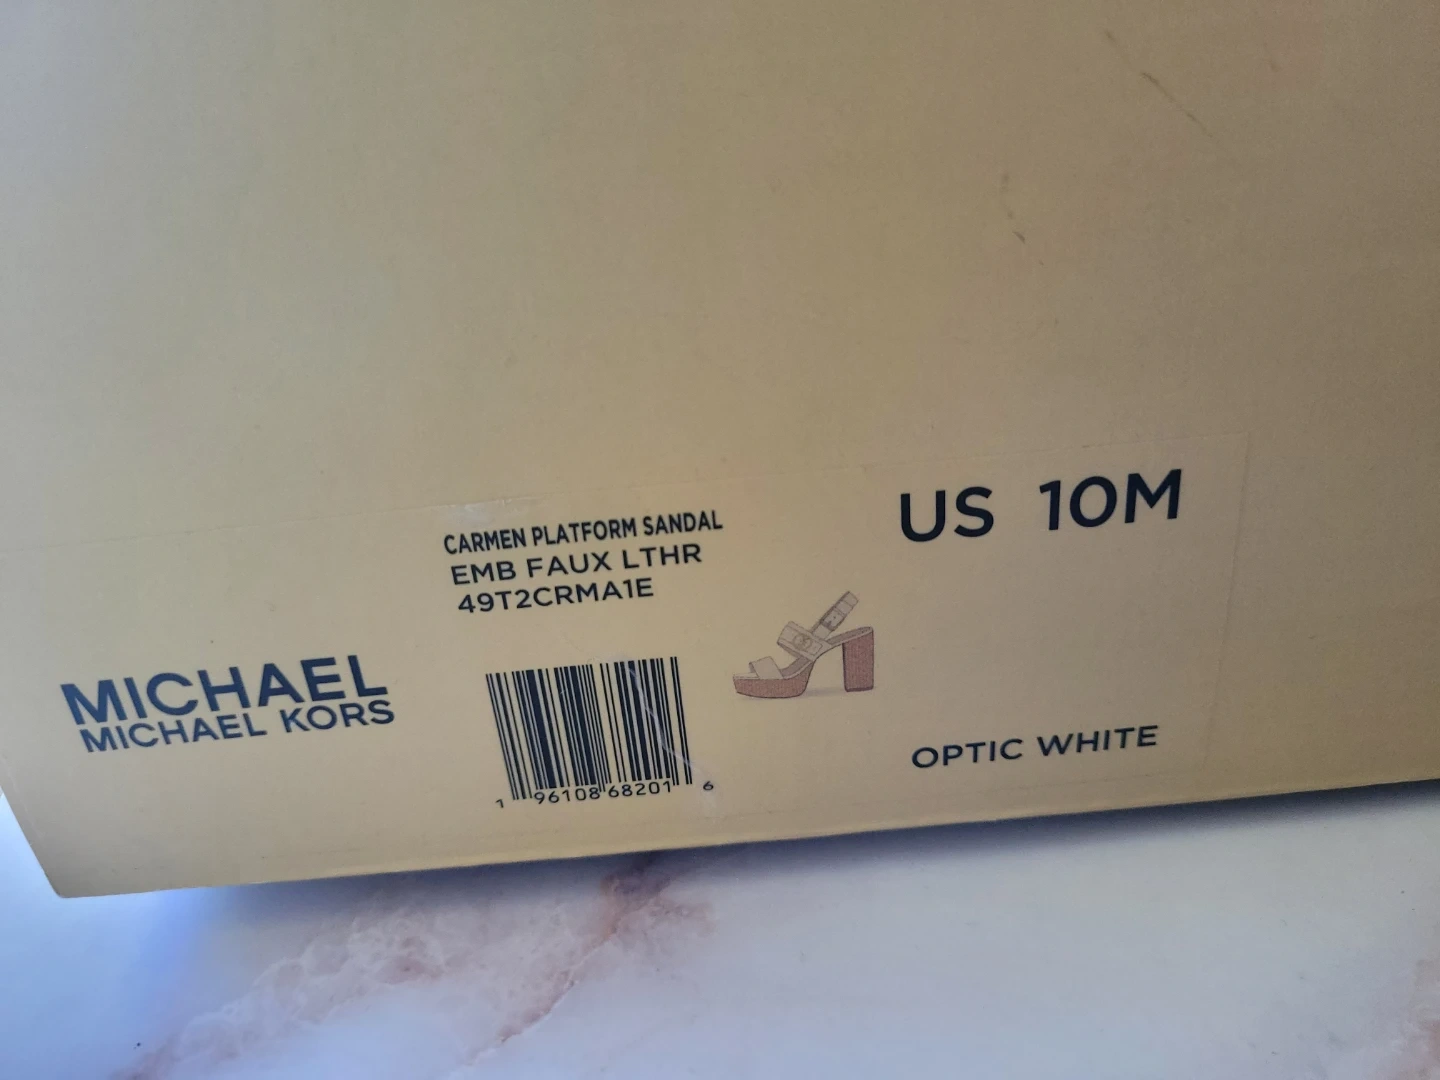 CARMEN PLATFORM SANDAL
EMB FAUX LTHR
49T2CRMA1E
US 10M
MICHAEL
MICHAEL KORS
1 96108 68201 6
OPTIC WHITE